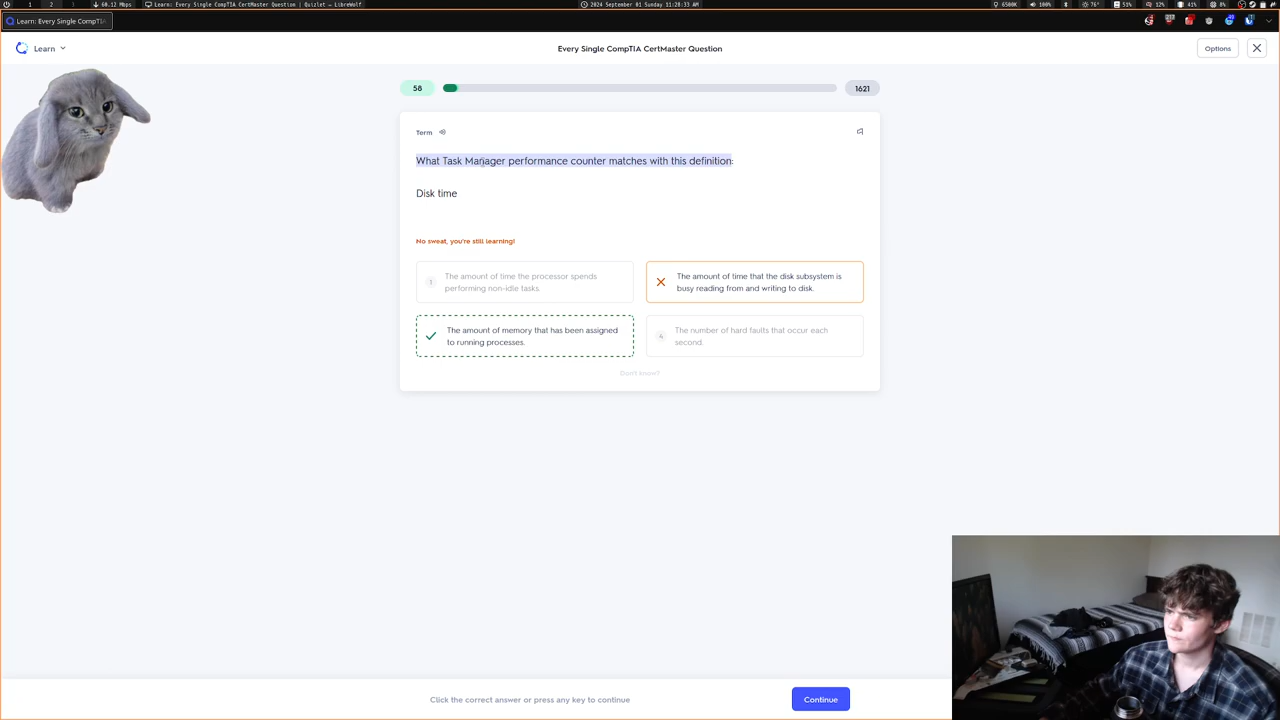 1 2 3 60.12 Mbps Learn: Every Single CompTIA CertMaster Question | Quizlet — LibreWolf 2024 September 01 Sunday 11:28:33 AM 6500K 100% 76° 51% 12% 41% 8%
Learn: Every Single CompTIA
Learn
Every Single CompTIA CertMaster Question
Options
58
1621
Term
What Task Manager performance counter matches with this definition:
Disk time
No sweat, you're still learning!
1
The amount of time the processor spends
performing non-idle tasks.
The amount of time that the disk subsystem is
busy reading from and writing to disk.
The amount of memory that has been assigned
to running processes.
4
The number of hard faults that occur each
second.
Don't know?
Click the correct answer or press any key to continue
Continue